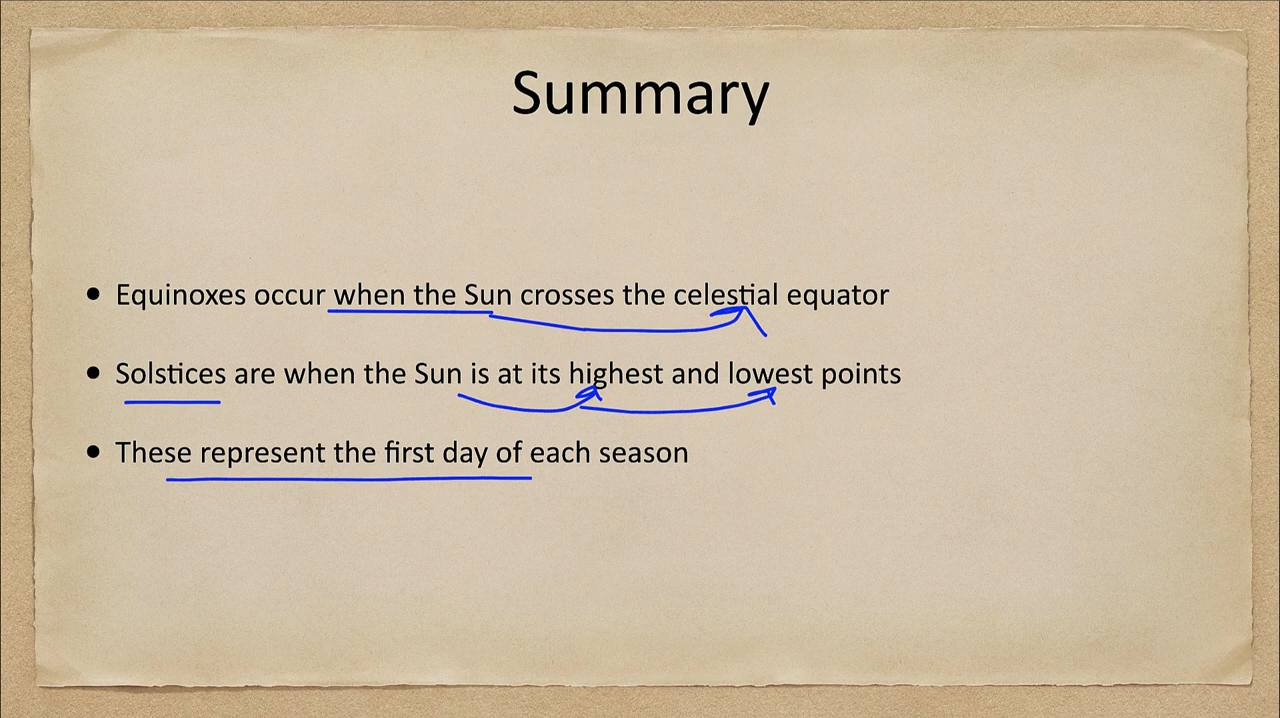 Summary
• Equinoxes occur when the Sun crosses the celestial equator
• Solstices are when the Sun is at its highest and lowest points
• These represent the first day of each season